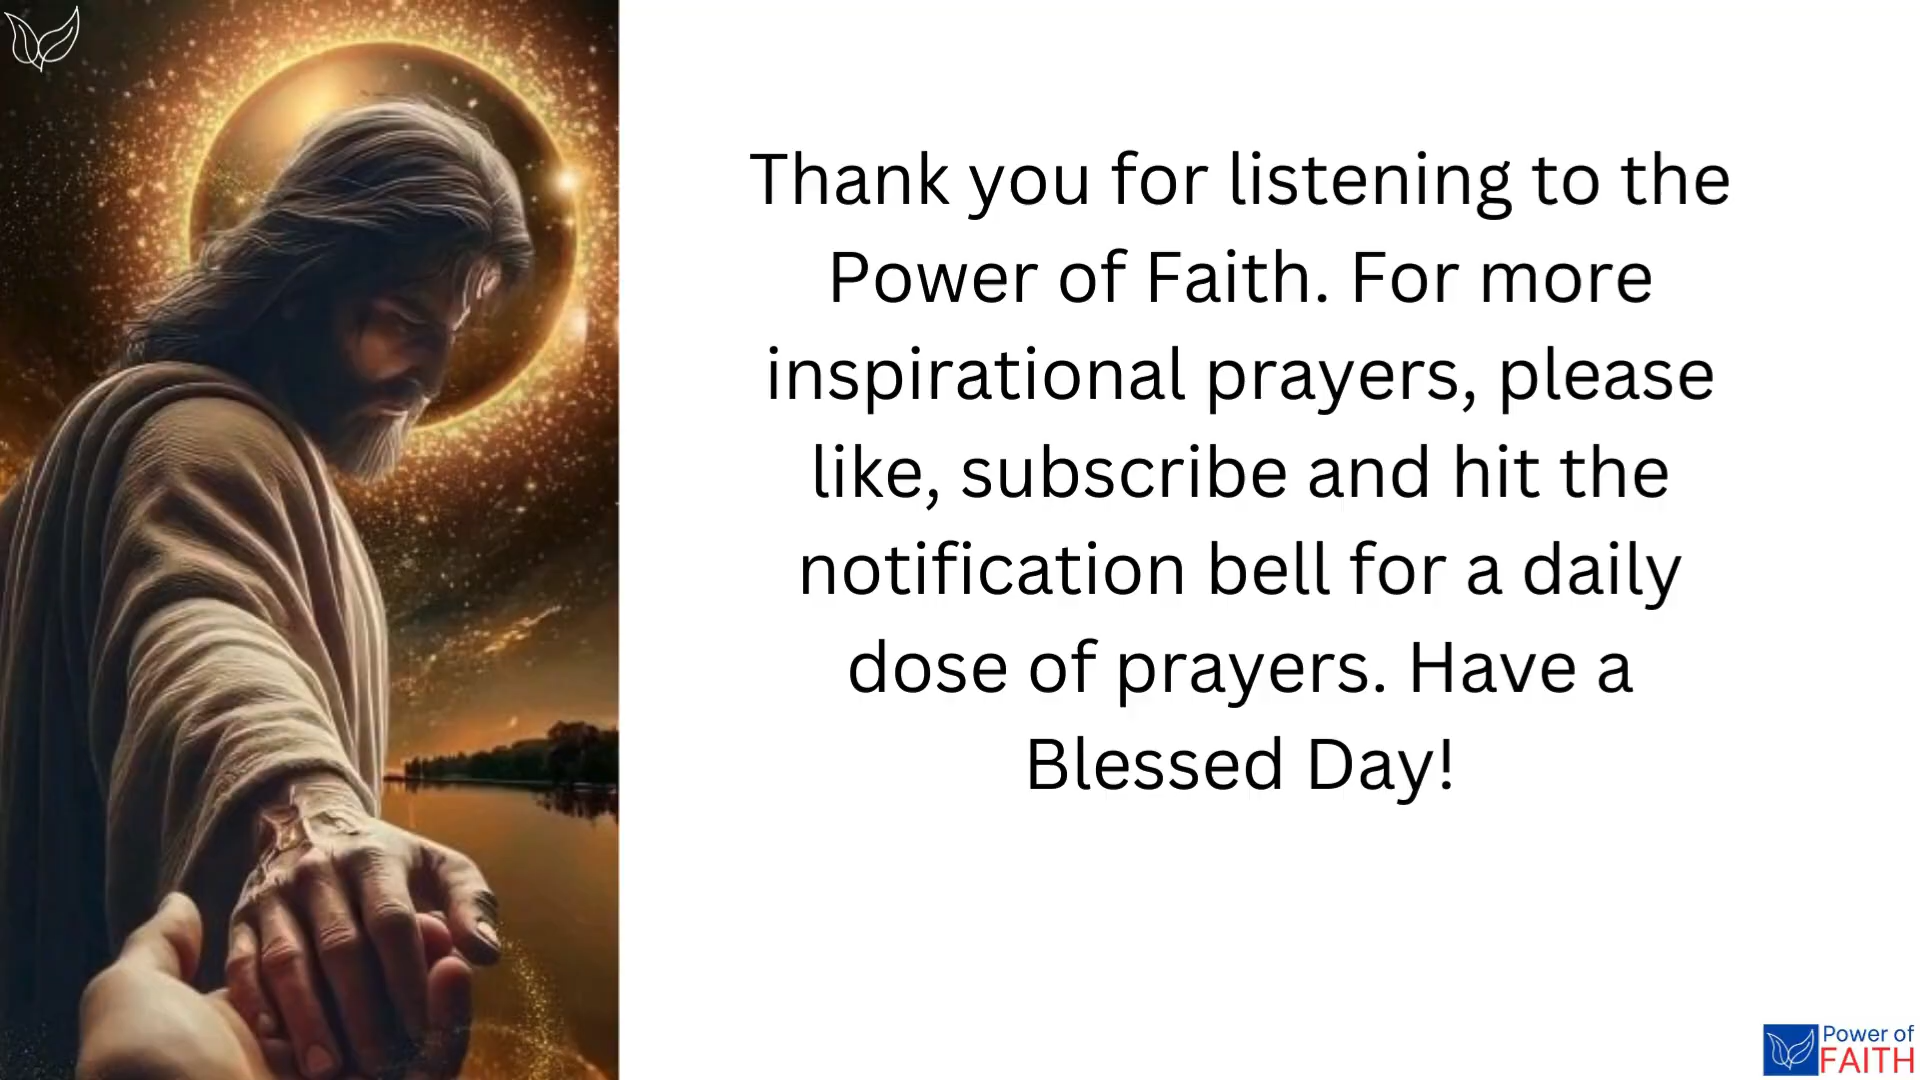 Thank you for listening to the
Power of Faith. For more
inspirational prayers, please
like, subscribe and hit the
notification bell for a daily
dose of prayers. Have a
Blessed Day!
Power of
FAITH